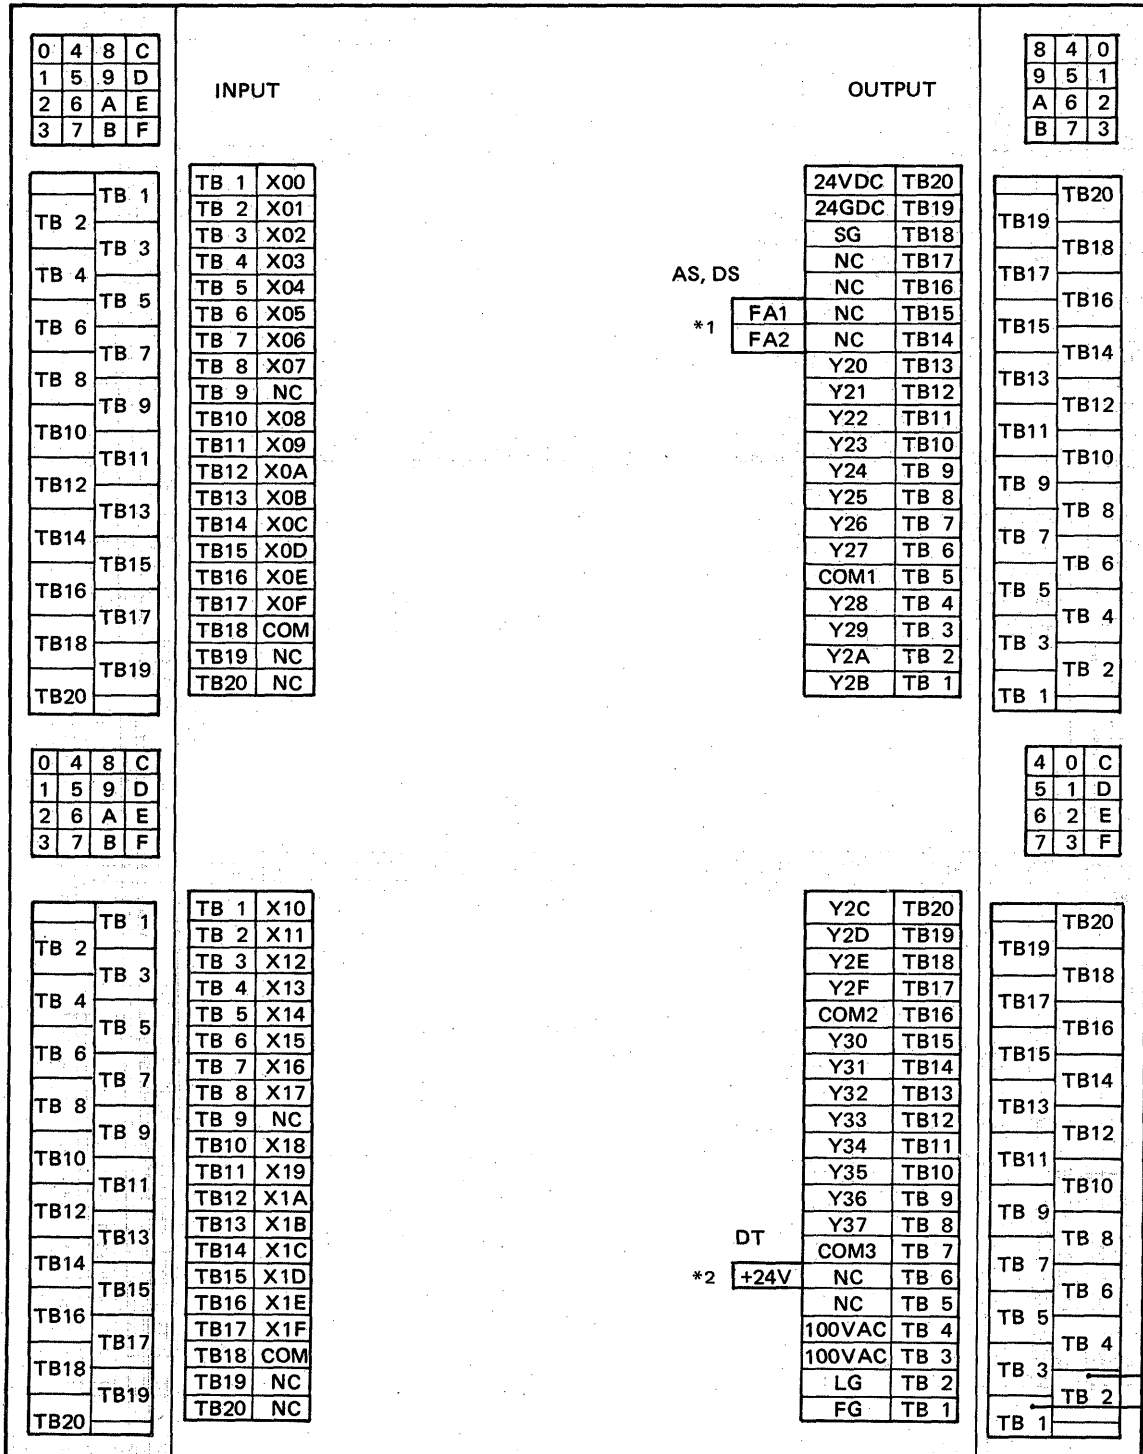 0 4 8 C
1 5 9 D
2 6 A E
3 7 B F
INPUT
OUTPUT
8 4 0
9 5 1
A 6 2
B 7 3
TB 1
TB 2
TB 3
TB 4
TB 5
TB 6
TB 7
TB 8
TB 9
TB10
TB11
TB12
TB13
TB14
TB15
TB16
TB17
TB18
TB19
TB20
TB 1 X00
TB 2 X01
TB 3 X02
TB 4 X03
TB 5 X04
TB 6 X05
TB 7 X06
TB 8 X07
TB 9 NC
TB10 X08
TB11 X09
TB12 X0A
TB13 X0B
TB14 X0C
TB15 X0D
TB16 X0E
TB17 X0F
TB18 COM
TB19 NC
TB20 NC
AS, DS
*1
FA1
FA2
24VDC TB20
24GDC TB19
SG TB18
NC TB17
NC TB16
NC TB15
NC TB14
Y20 TB13
Y21 TB12
Y22 TB11
Y23 TB10
Y24 TB 9
Y25 TB 8
Y26 TB 7
Y27 TB 6
COM1 TB 5
Y28 TB 4
Y29 TB 3
Y2A TB 2
Y2B TB 1
TB20
TB19
TB18
TB17
TB16
TB15
TB14
TB13
TB12
TB11
TB10
TB 9
TB 8
TB 7
TB 6
TB 5
TB 4
TB 3
TB 2
TB 1
0 4 8 C
1 5 9 D
2 6 A E
3 7 B F
4 0 C
5 1 D
6 2 E
7 3 F
TB 1
TB 2
TB 3
TB 4
TB 5
TB 6
TB 7
TB 8
TB 9
TB10
TB11
TB12
TB13
TB14
TB15
TB16
TB17
TB18
TB19
TB20
TB 1 X10
TB 2 X11
TB 3 X12
TB 4 X13
TB 5 X14
TB 6 X15
TB 7 X16
TB 8 X17
TB 9 NC
TB10 X18
TB11 X19
TB12 X1A
TB13 X1B
TB14 X1C
TB15 X1D
TB16 X1E
TB17 X1F
TB18 COM
TB19 NC
TB20 NC
DT
*2 +24V
Y2C TB20
Y2D TB19
Y2E TB18
Y2F TB17
COM2 TB16
Y30 TB15
Y31 TB14
Y32 TB13
Y33 TB12
Y34 TB11
Y35 TB10
Y36 TB 9
Y37 TB 8
COM3 TB 7
NC TB 6
NC TB 5
100VAC TB 4
100VAC TB 3
LG TB 2
FG TB 1
TB20
TB19
TB18
TB17
TB16
TB15
TB14
TB13
TB12
TB11
TB10
TB 9
TB 8
TB 7
TB 6
TB 5
TB 4
TB 3
TB 2
TB 1